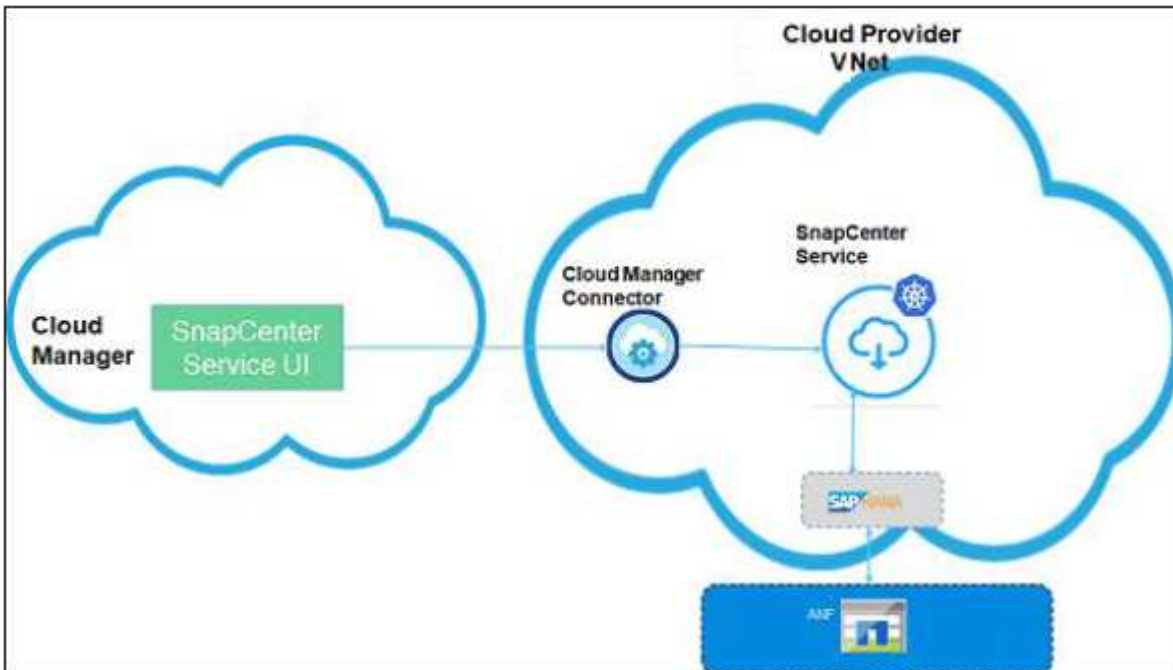 Cloud Provider
VNet
SnapCenter
Service
Cloud Manager
Connector
Cloud
Manager
SnapCenter
Service UI
SAP HANA
ANF